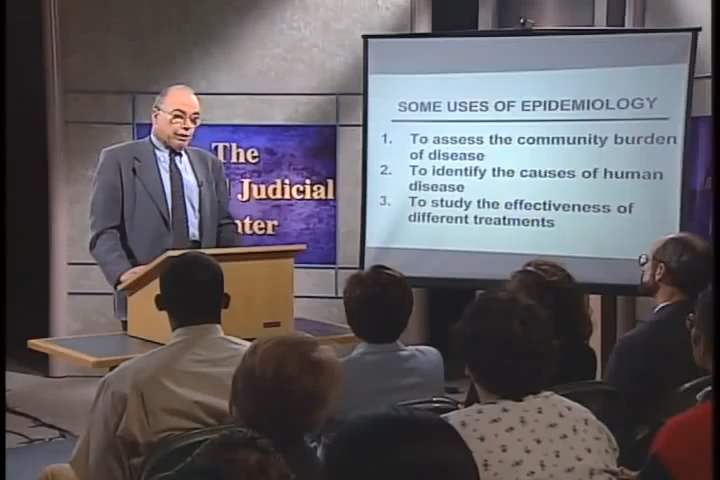 The
Judicial
nter
SOME USES OF EPIDEMIOLOGY
1. To assess the community burden
of disease
2. To identify the causes of human
disease
3. To study the effectiveness of
different treatments